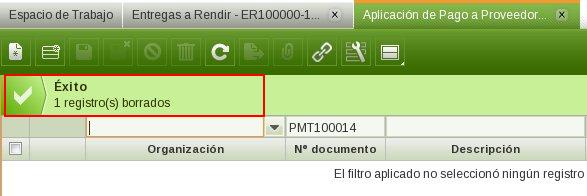 Espacio de Trabajo
Entregas a Rendir - ER100000-1...
Aplicación de Pago a Proveedor...
Éxito
1 registro(s) borrados
PMT100014
Organización
Nº documento
Descripción
El filtro aplicado no seleccionó ningún registro